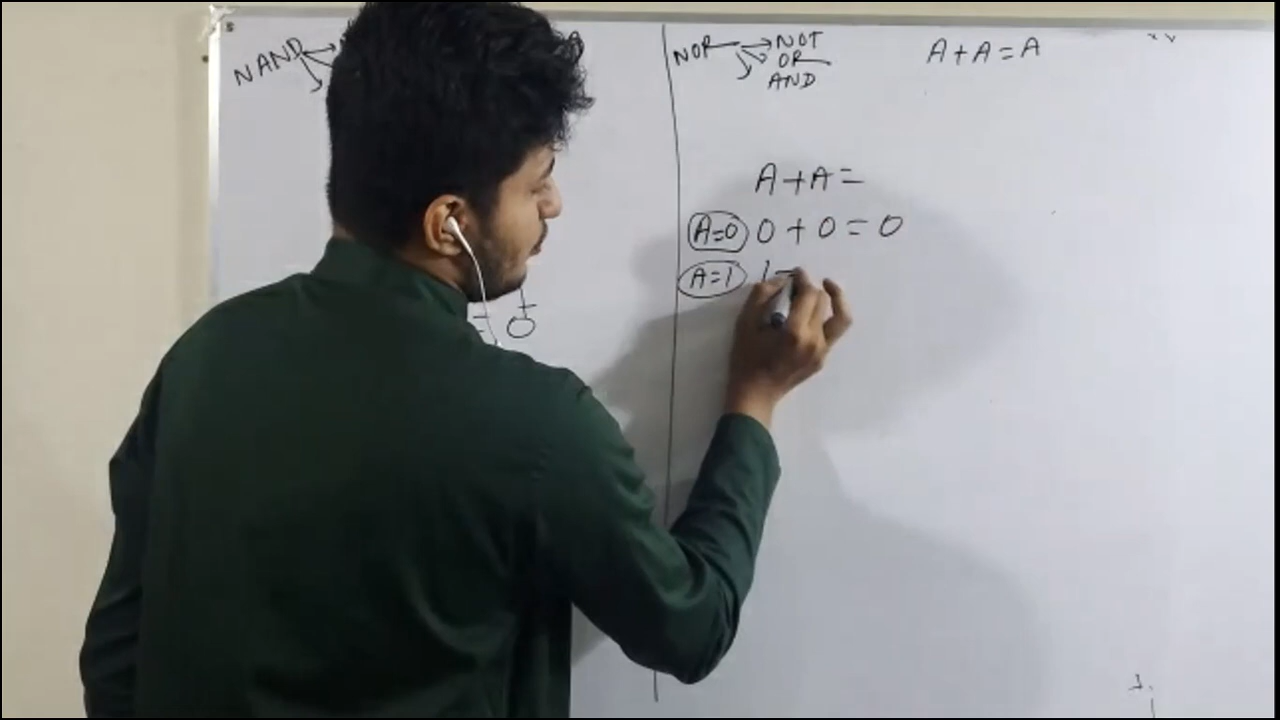 NAND
NOR → NOT
OR
AND
A+A=A
A+A=
A=0 0+0=0
A=1 1